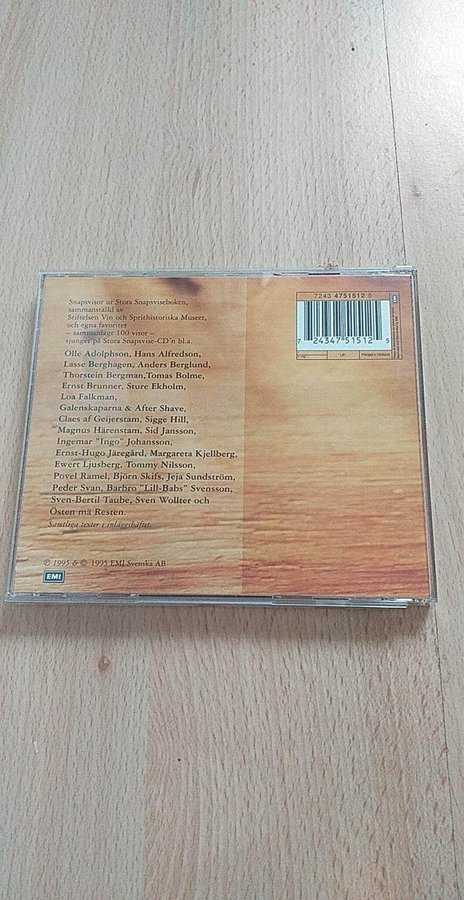 Snapsvisor ur Stora Snapsviseboken,
sammanställd av
Stiftelsen Vin och Sprithistoriska Museet,
och egna favoriter
– sammanlagt 100 visor –
sjunger på Stora Snapsvise-CD'n bl.a.
Olle Adolphson, Hans Alfredson,
Lasse Berghagen, Anders Berglund,
Thorstein Bergman,Tomas Bolme,
Ernst Brunner, Sture Ekholm,
Loa Falkman,
Galenskaparna & After Shave,
Claes af Geijerstam, Sigge Hill,
Magnus Härenstam, Sid Jansson,
Ingemar "Ingo" Johansson,
Ernst-Hugo Järegård, Margareta Kjellberg,
Ewert Ljusberg, Tommy Nilsson,
Povel Ramel, Björn Skifs, Jeja Sundström,
Peder Svan, Barbro "Lill-Babs" Svensson,
Sven-Bertil Taube, Sven Wollter och
Östen mä Resten.
Samtliga texter i inläggshäftet.
℗ 1995 & © 1995 EMI Svenska AB
EMI
7243 4751512 5
7 24347 51512 5